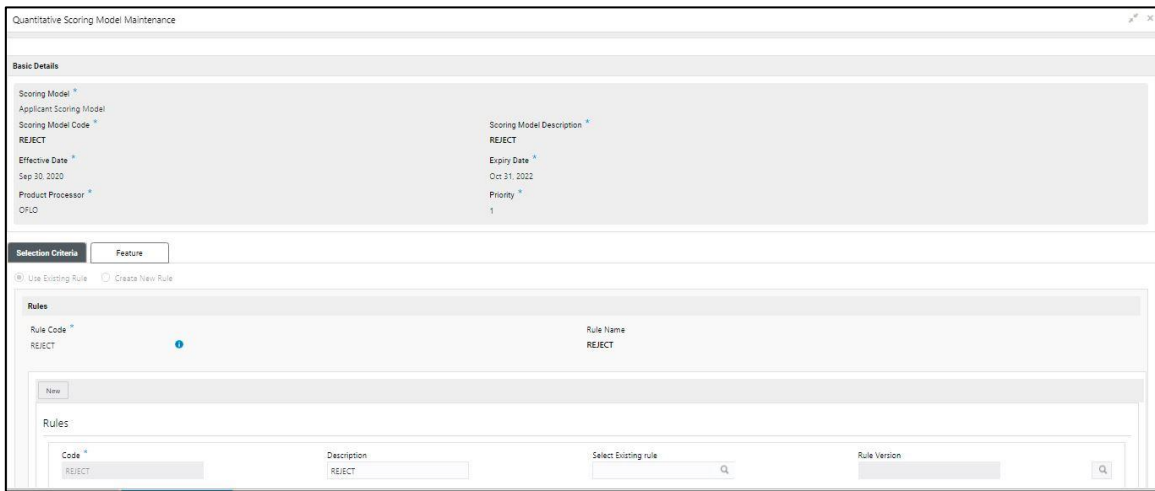 Quantitative Scoring Model Maintenance
Basic Details
Scoring Model *
Applicant Scoring Model
Scoring Model Code * Scoring Model Description *
REJECT REJECT
Effective Date * Expiry Date *
Sep 30, 2020 Oct 31, 2022
Product Processor * Priority *
OFLO 1
Selection Criteria Feature
Use Existing Rule Create New Rule
Rules
Rule Code * Rule Name
REJECT REJECT
New
Rules
Code * Description Select Existing rule Rule Version
REJECT REJECT